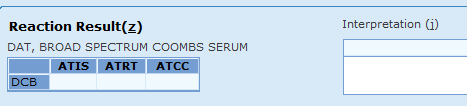 Reaction Result(z)
Interpretation (j)
DAT, BROAD SPECTRUM COOMBS SERUM
ATIS ATRT ATCC
DCB